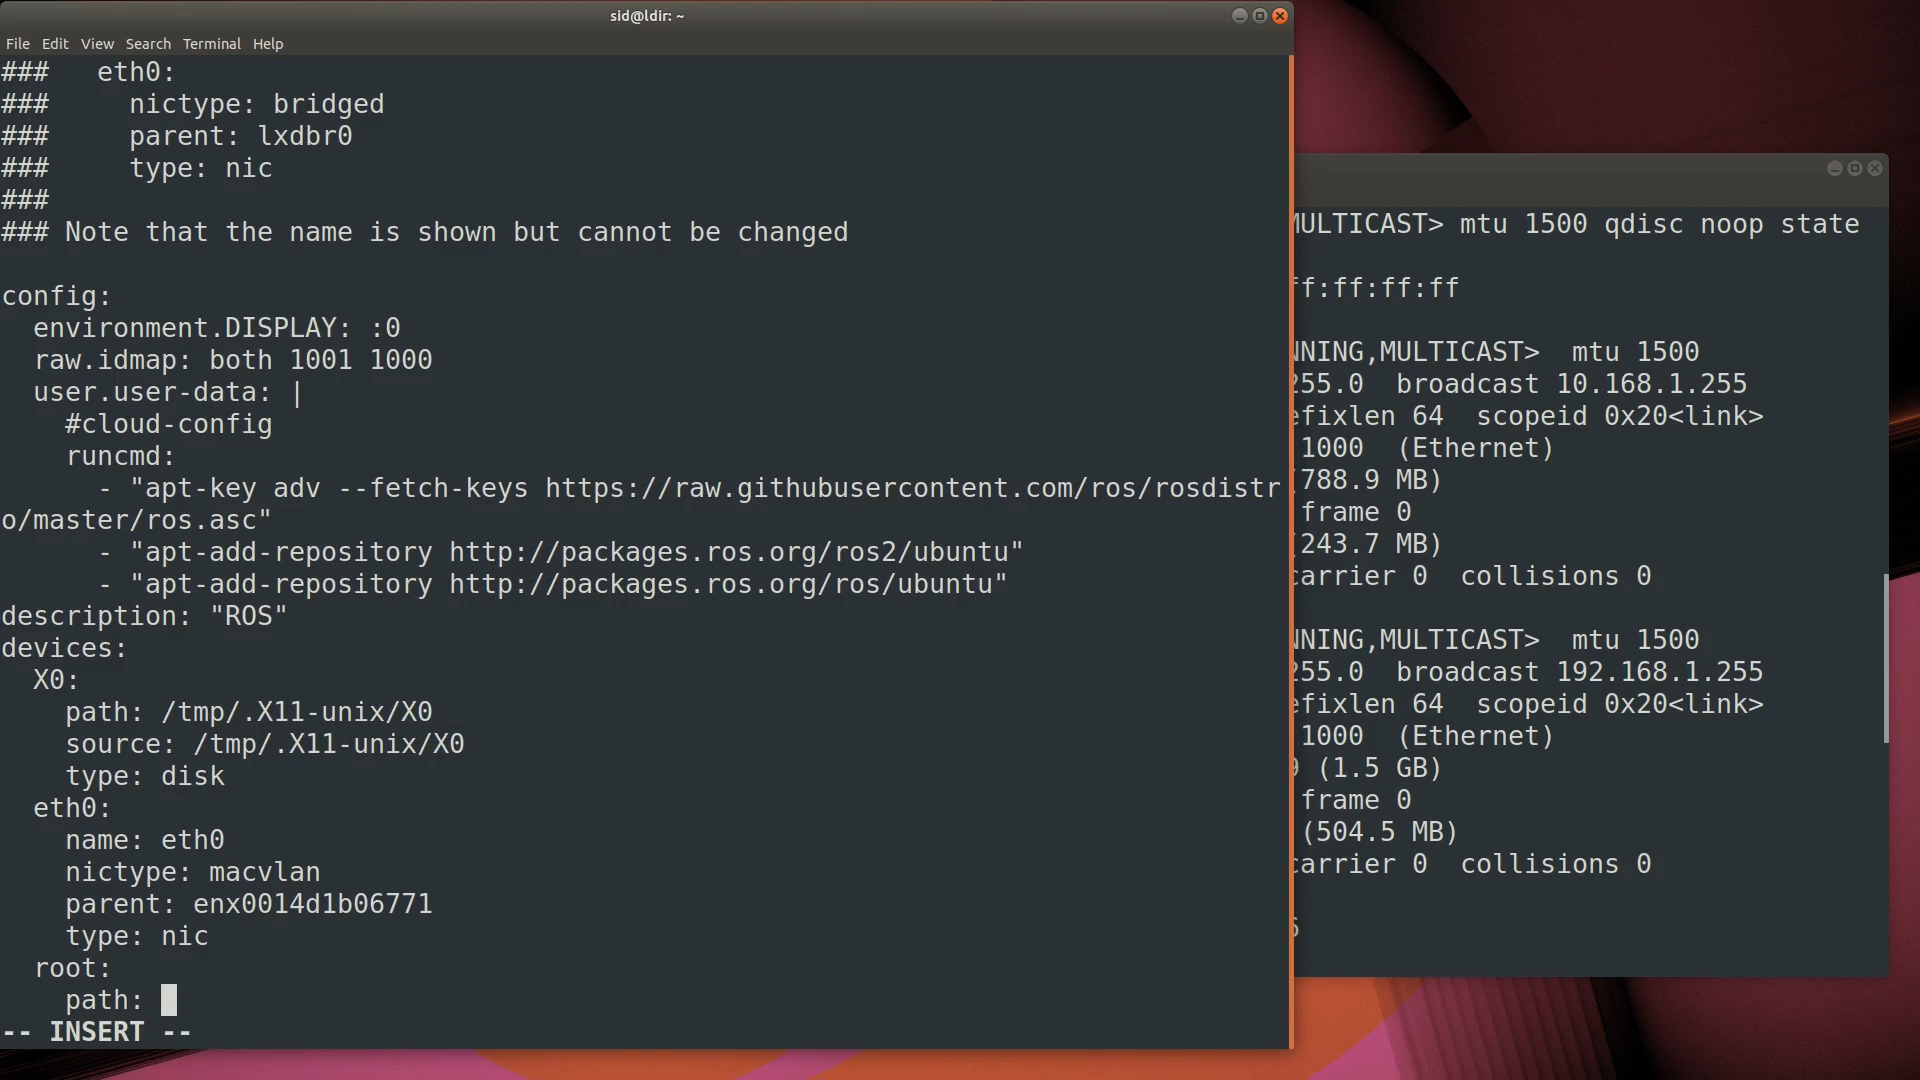 sid@ldir: ~
File Edit View Search Terminal Help
###   eth0:
###     nictype: bridged
###     parent: lxdbr0
###     type: nic
###
### Note that the name is shown but cannot be changed
config:
  environment.DISPLAY: :0
  raw.idmap: both 1001 1000
  user.user-data: |
    #cloud-config
    runcmd:
      - "apt-key adv --fetch-keys https://raw.githubusercontent.com/ros/rosdistr
o/master/ros.asc"
      - "apt-add-repository http://packages.ros.org/ros2/ubuntu"
      - "apt-add-repository http://packages.ros.org/ros/ubuntu"
description: "ROS"
devices:
  X0:
    path: /tmp/.X11-unix/X0
    source: /tmp/.X11-unix/X0
    type: disk
  eth0:
    name: eth0
    nictype: macvlan
    parent: enx0014d1b06771
    type: nic
  root:
    path:
-- INSERT --
MULTICAST> mtu 1500 qdisc noop state
ff:ff:ff:ff
NNING,MULTICAST>  mtu 1500
255.0  broadcast 10.168.1.255
efixlen 64  scopeid 0x20<link>
1000  (Ethernet)
(788.9 MB)
frame 0
(243.7 MB)
carrier 0  collisions 0
NNING,MULTICAST>  mtu 1500
255.0  broadcast 192.168.1.255
efixlen 64  scopeid 0x20<link>
1000  (Ethernet)
(1.5 GB)
frame 0
(504.5 MB)
carrier 0  collisions 0